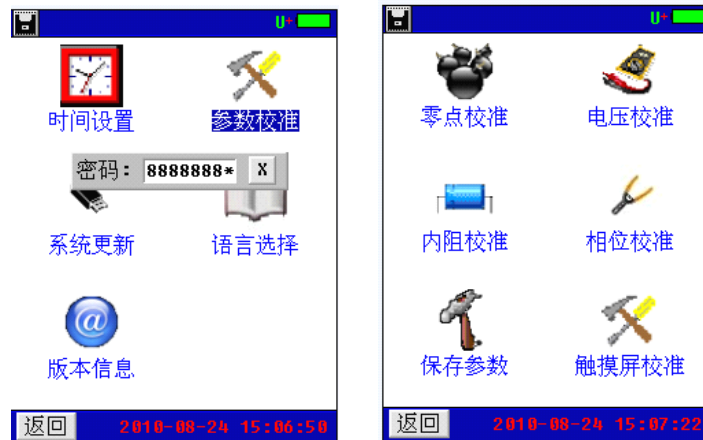 U+
时间设置 参数校准
密码: 8888888* X
系统更新 语言选择
版本信息
返回 2010-08-24 15:06:50
U+
零点校准 电压校准
内阻校准 相位校准
保存参数 触摸屏校准
返回 2010-08-24 15:07:22